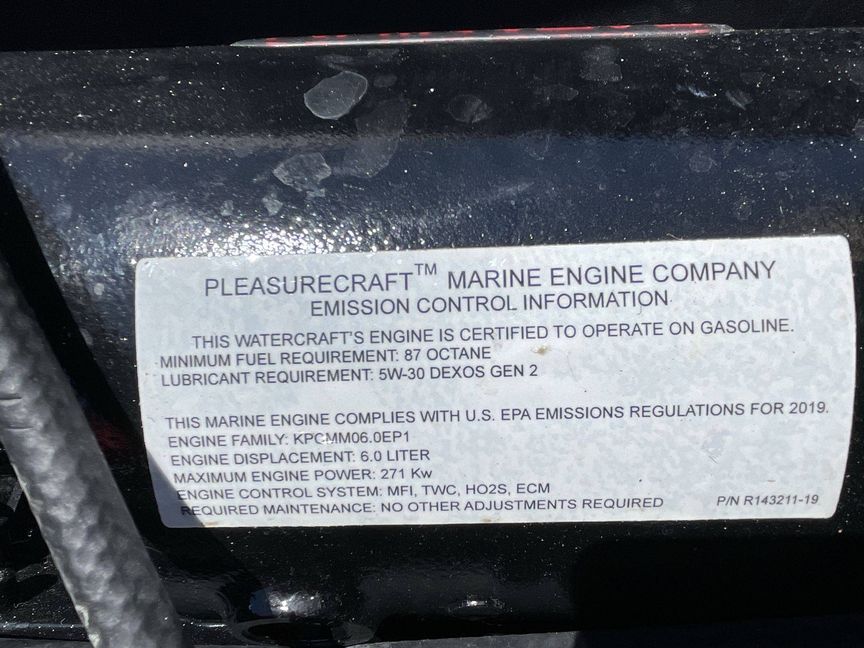 PLEASURECRAFT™ MARINE ENGINE COMPANY
EMISSION CONTROL INFORMATION
THIS WATERCRAFT'S ENGINE IS CERTIFIED TO OPERATE ON GASOLINE.
MINIMUM FUEL REQUIREMENT: 87 OCTANE
LUBRICANT REQUIREMENT: 5W-30 DEXOS GEN 2
THIS MARINE ENGINE COMPLIES WITH U.S. EPA EMISSIONS REGULATIONS FOR 2019.
ENGINE FAMILY: KPCMM06.0EP1
ENGINE DISPLACEMENT: 6.0 LITER
MAXIMUM ENGINE POWER: 271 Kw
ENGINE CONTROL SYSTEM: MFI, TWC, HO2S, ECM
REQUIRED MAINTENANCE: NO OTHER ADJUSTMENTS REQUIRED
P/N R143211-19